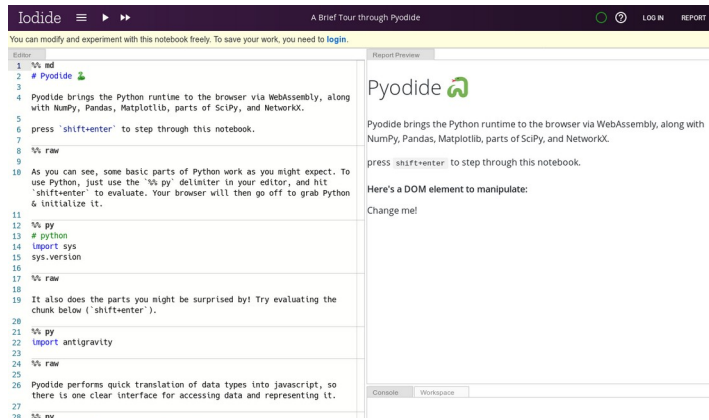 Iodide
A Brief Tour through Pyodide
LOG IN
REPORT
You can modify and experiment with this notebook freely. To save your work, you need to login.
Editor
1 %% md
2 # Pyodide 🐍
3
4 Pyodide brings the Python runtime to the browser via WebAssembly, along
with NumPy, Pandas, Matplotlib, parts of SciPy, and NetworkX.
5
6 press `shift+enter` to step through this notebook.
7
8 %% raw
9
10 As you can see, some basic parts of Python work as you might expect. To
use Python, just use the `%% py` delimiter in your editor, and hit
`shift+enter` to evaluate. Your browser will then go off to grab Python
& initialize it.
11
12 %% py
13 # python
14 import sys
15 sys.version
16
17 %% raw
18
19 It also does the parts you might be surprised by! Try evaluating the
chunk below (`shift+enter`).
20
21 %% py
22 import antigravity
23
24 %% raw
25
26 Pyodide performs quick translation of data types into javascript, so
there is one clear interface for accessing data and representing it.
27
28 %% py
Report Preview
Pyodide 🐍
Pyodide brings the Python runtime to the browser via WebAssembly, along with
NumPy, Pandas, Matplotlib, parts of SciPy, and NetworkX.
press shift+enter to step through this notebook.
Here's a DOM element to manipulate:
Change me!
Console
Workspace